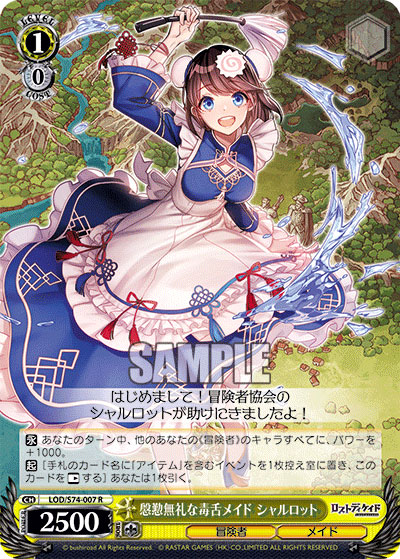 LEVEL
1
0
COST
SAMPLE
はじめまして!冒険者協会の
シャルロットが助けにきましたよ!
永 あなたのターン中、他のあなたの《冒険者》のキャラすべてに、パワーを
+1000。
起 [手札のカード名に「アイテム」を含むイベントを1枚控え室に置き、この
カードを する] あなたは1枚引く。
CH LOD/S74-007 R
慇懃無礼な毒舌メイド シャルロット
ロストディケイド
POWER
2500
冒険者
メイド
© bushiroad All Rights Reserved. © RASTAR GAMES (HK) CO.,LIMITED ALL RIGHTS RESERVED.